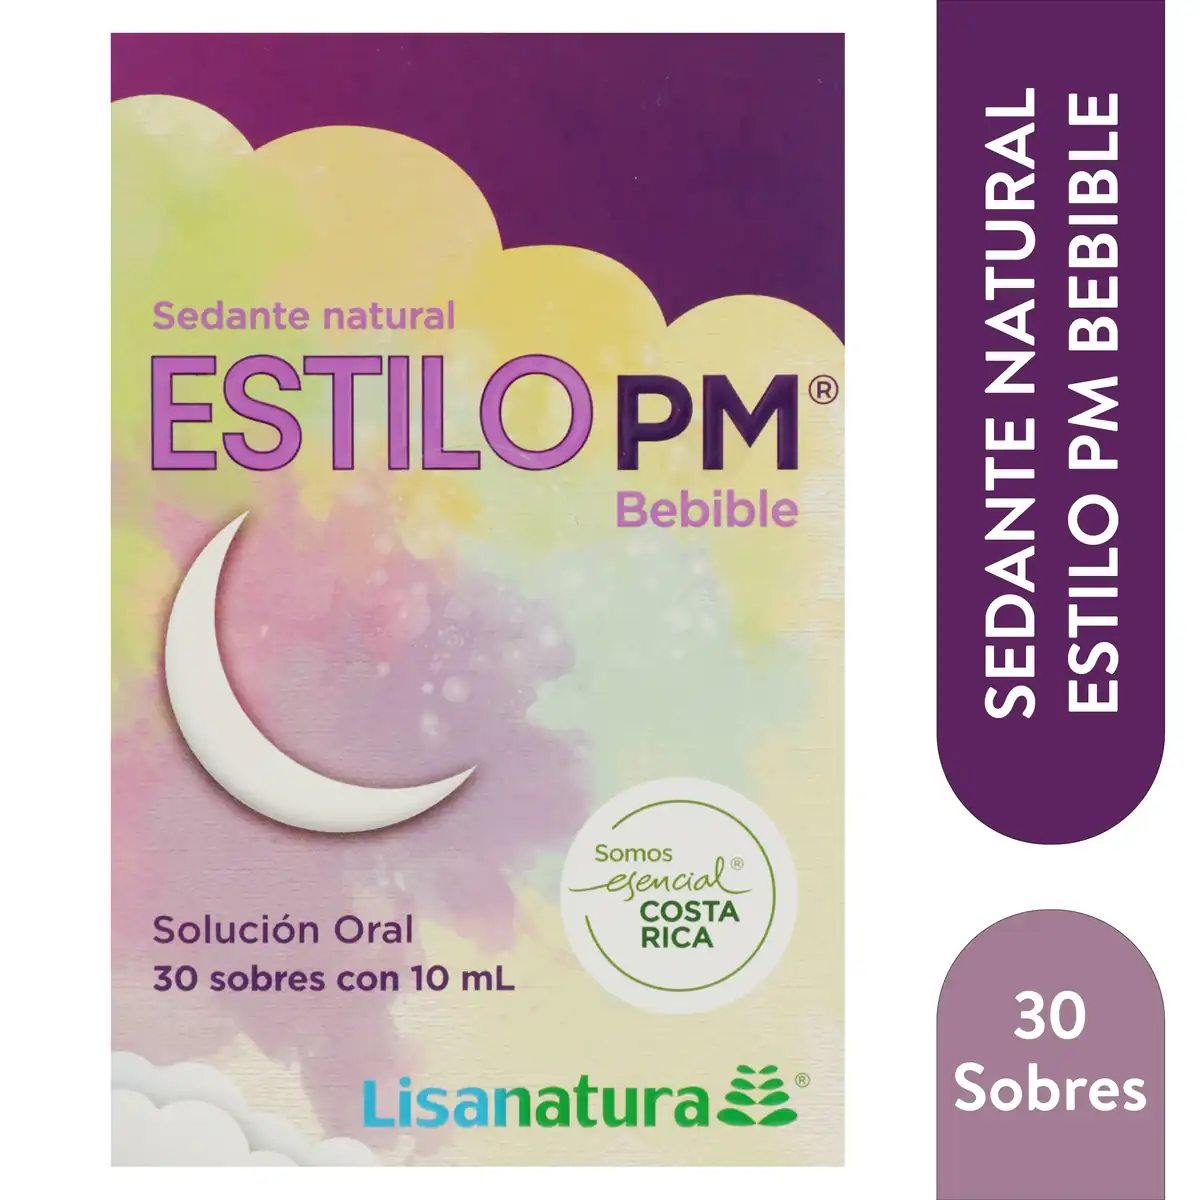 Sedante natural
ESTILO PM®
Bebible
Somos
esencial®
COSTA
RICA
Solución Oral
30 sobres con 10 mL
Lisanatura®
SEDANTE NATURAL
ESTILO PM BEBIBLE
30
Sobres